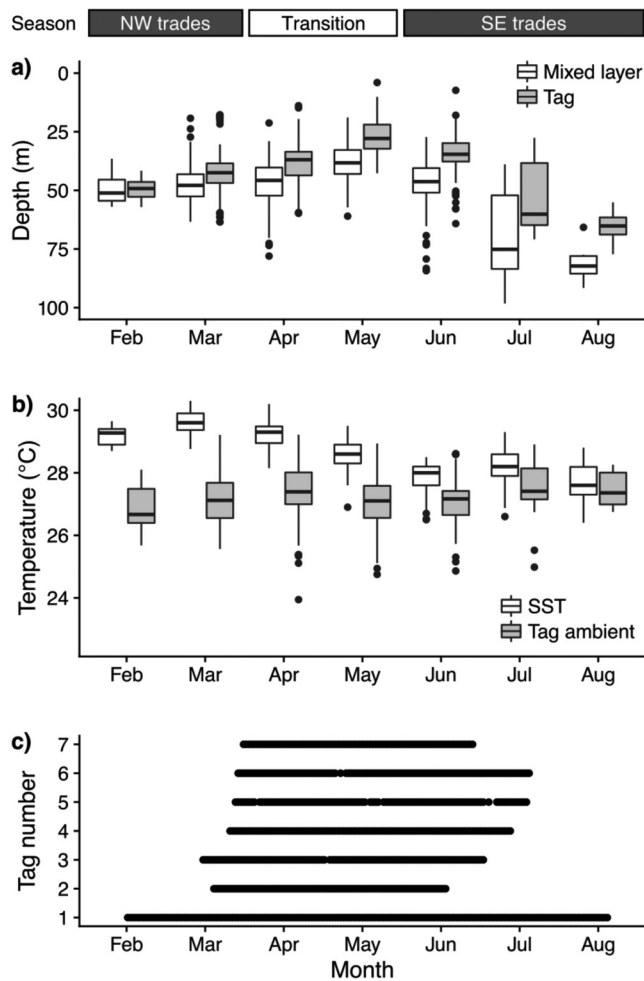 Season NW trades Transition SE trades
a)
Mixed layer
Tag
Depth (m)
0
25
50
75
100
Feb Mar Apr May Jun Jul Aug
b)
Temperature (°C)
30
28
26
24
SST
Tag ambient
Feb Mar Apr May Jun Jul Aug
c)
Tag number
7
6
5
4
3
2
1
Feb Mar Apr May Jun Jul Aug
Month